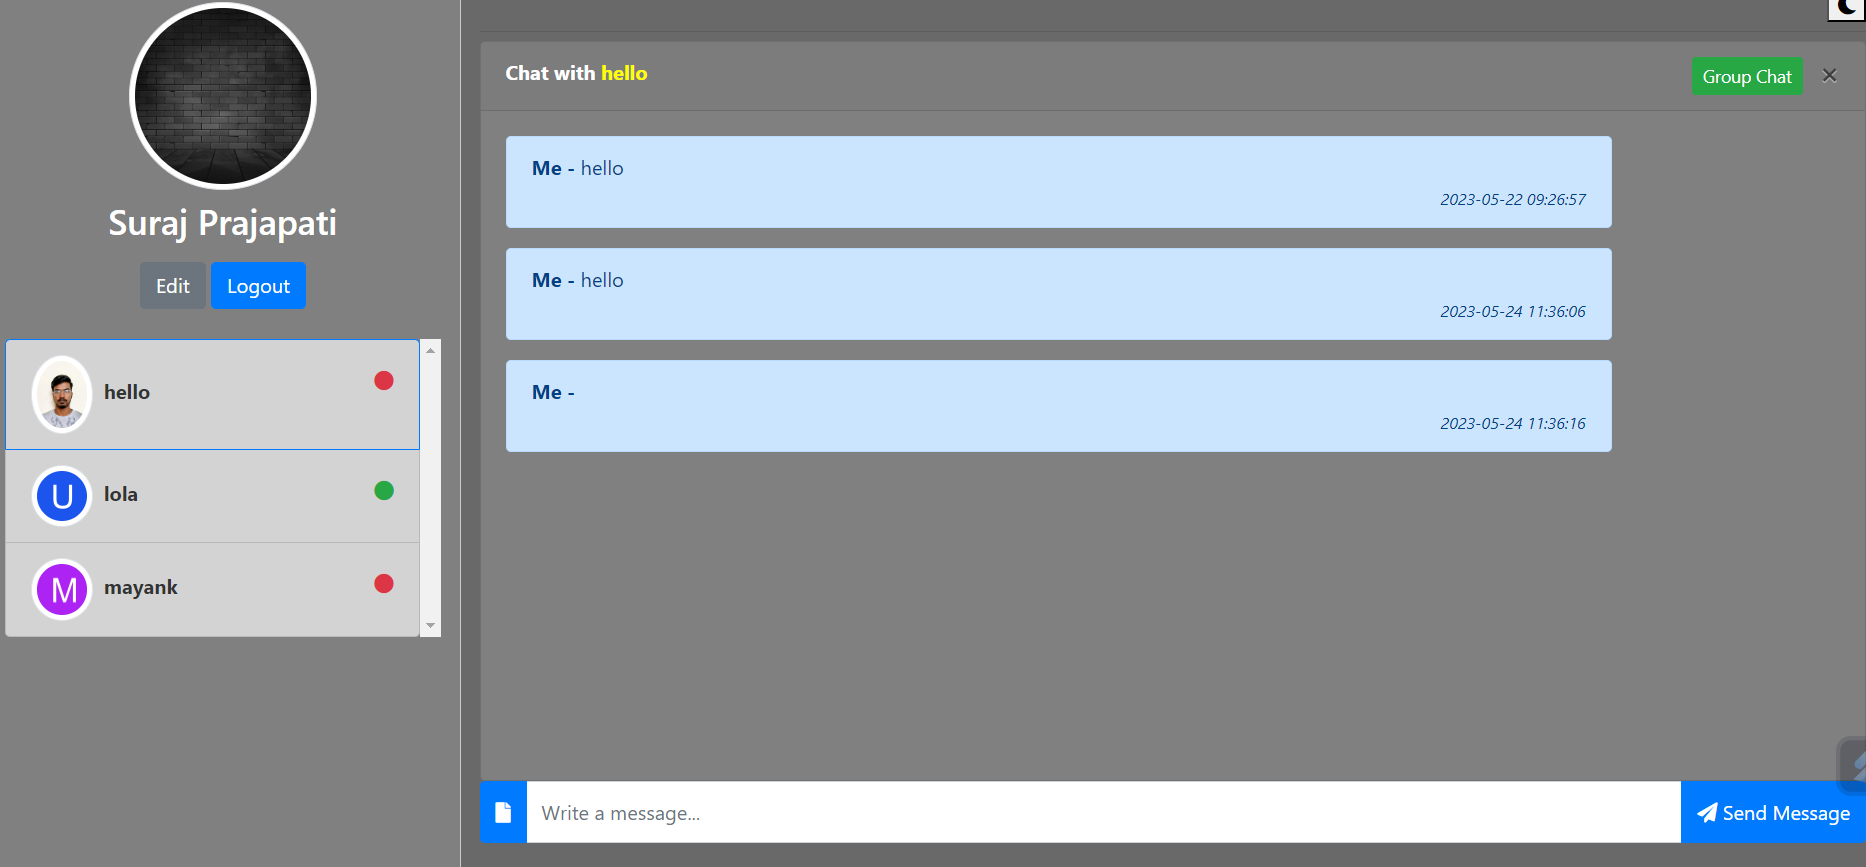 Suraj Prajapati
Edit
Logout
hello
U
lola
M
mayank
Chat with hello
Group Chat
×
Me - hello
2023-05-22 09:26:57
Me - hello
2023-05-24 11:36:06
Me -
2023-05-24 11:36:16
Write a message...
Send Message